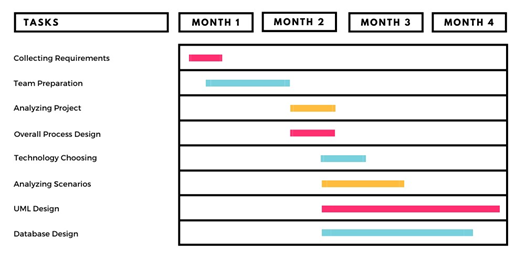 TASKS
MONTH 1
MONTH 2
MONTH 3
MONTH 4
Collecting Requirements
Team Preparation
Analyzing Project
Overall Process Design
Technology Choosing
Analyzing Scenarios
UML Design
Database Design